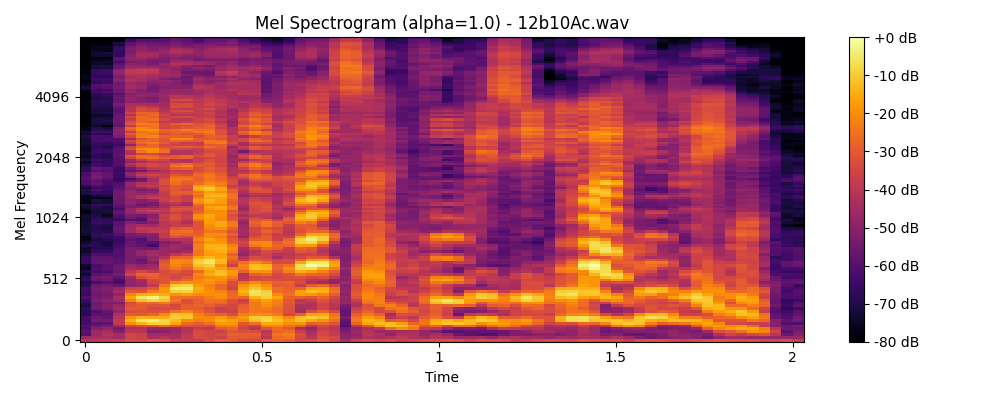 Mel Spectrogram (alpha=1.0) - 12b10Ac.wav
Mel Frequency
4096
2048
1024
512
0
0
0.5
1
1.5
2
Time
+0 dB
-10 dB
-20 dB
-30 dB
-40 dB
-50 dB
-60 dB
-70 dB
-80 dB